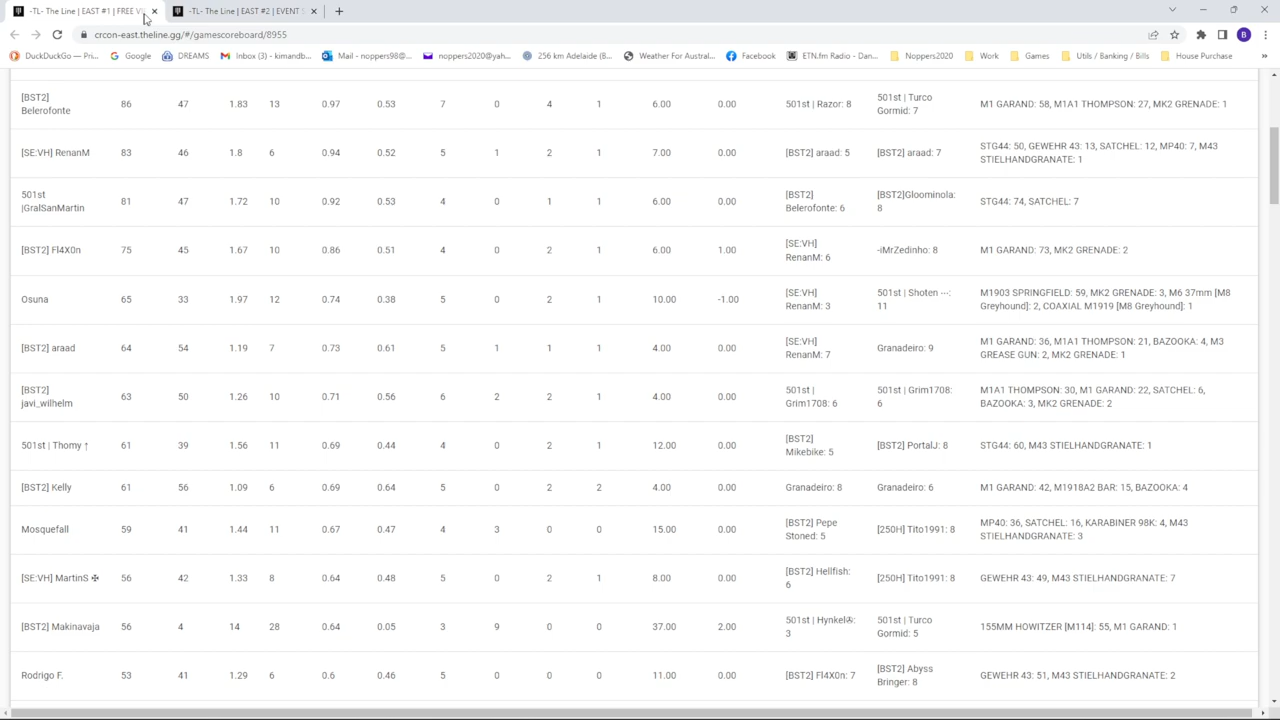 -TL- The Line | EAST #1 | FREE
-TL- The Line | EAST #2 | EVENT
crcon-east.theline.gg/#/gamescoreboard/8955
B
DuckDuckGo — Pri...
Google
DREAMS
Inbox (3) - kimandb...
Mail - noppers98@...
noppers2020@yah...
256 km Adelaide (B...
Weather For Austral...
Facebook
ETN.fm Radio - Dan...
Noppers2020
Work
Games
Utils / Banking / Bills
House Purchase
[BST2] Belerofonte 86 47 1.83 13 0.97 0.53 7 0 4 1 6.00 0.00 501st | Razor: 8 501st | Turco Gormid: 7 M1 GARAND: 58, M1A1 THOMPSON: 27, MK2 GRENADE: 1
[SE:VH] RenanM 83 46 1.8 6 0.94 0.52 5 1 2 1 7.00 0.00 [BST2] araad: 5 [BST2] araad: 7 STG44: 50, GEWEHR 43: 13, SATCHEL: 12, MP40: 7, M43 STIELHANDGRANATE: 1
501st |GralSanMartin 81 47 1.72 10 0.92 0.53 4 0 1 1 6.00 0.00 [BST2] Belerofonte: 6 [BST2]Gloominola: 8 STG44: 74, SATCHEL: 7
[BST2] Fl4X0n 75 45 1.67 10 0.86 0.51 4 0 2 1 6.00 1.00 [SE:VH] RenanM: 6 -iMrZedinho: 8 M1 GARAND: 73, MK2 GRENADE: 2
Osuna 65 33 1.97 12 0.74 0.38 5 0 2 1 10.00 -1.00 [SE:VH] RenanM: 3 501st | Shoten ···: 11 M1903 SPRINGFIELD: 59, MK2 GRENADE: 3, M6 37mm [M8 Greyhound]: 2, COAXIAL M1919 [M8 Greyhound]: 1
[BST2] araad 64 54 1.19 7 0.73 0.61 5 1 1 1 4.00 0.00 [SE:VH] RenanM: 7 Granadeiro: 9 M1 GARAND: 36, M1A1 THOMPSON: 21, BAZOOKA: 4, M3 GREASE GUN: 2, MK2 GRENADE: 1
[BST2] javi_wilhelm 63 50 1.26 10 0.71 0.56 6 2 2 1 4.00 0.00 501st | Grim1708: 6 501st | Grim1708: 6 M1A1 THOMPSON: 30, M1 GARAND: 22, SATCHEL: 6, BAZOOKA: 3, MK2 GRENADE: 2
501st | Thomy ↑ 61 39 1.56 11 0.69 0.44 4 0 2 1 12.00 0.00 [BST2] Mikebike: 5 [BST2] PortalJ: 8 STG44: 60, M43 STIELHANDGRANATE: 1
[BST2] Kelly 61 56 1.09 6 0.69 0.64 5 0 2 2 4.00 0.00 Granadeiro: 8 Granadeiro: 6 M1 GARAND: 42, M1918A2 BAR: 15, BAZOOKA: 4
Mosquefall 59 41 1.44 11 0.67 0.47 4 3 0 0 15.00 0.00 [BST2] Pepe Stoned: 5 [250H] Tito1991: 8 MP40: 36, SATCHEL: 16, KARABINER 98K: 4, M43 STIELHANDGRANATE: 3
[SE:VH] MartinS ✠ 56 42 1.33 8 0.64 0.48 5 0 2 1 8.00 0.00 [BST2] Hellfish: 6 [250H] Tito1991: 8 GEWEHR 43: 49, M43 STIELHANDGRANATE: 7
[BST2] Makinavaja 56 4 14 28 0.64 0.05 3 9 0 0 37.00 2.00 501st | Hynkel✇: 3 501st | Turco Gormid: 5 155MM HOWITZER [M114]: 55, M1 GARAND: 1
Rodrigo F. 53 41 1.29 6 0.6 0.46 5 0 0 0 11.00 0.00 [BST2] Fl4X0n: 7 [BST2] Abyss Bringer: 8 GEWEHR 43: 51, M43 STIELHANDGRANATE: 2